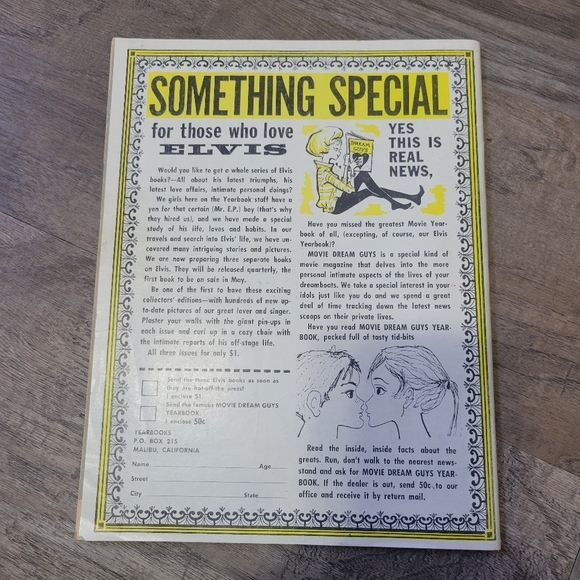 SOMETHING SPECIAL
for those who love
ELVIS
Would you like to get a whole series of Elvis
books?—All about his latest triumphs, his
latest love affairs, intimate personal doings?
We girls here on the Yearbook staff have a
yen for that certain (Mr. E.P.) boy (that's why
they hired us), and we have made a special
study of his life, loves and habits. In our
travels and search into Elvis' life, we have un-
covered many intriguing stories and pictures.
We are now preparing three separate books
on Elvis. They will be released quarterly, the
first book to be on sale in May.
Be one of the first to have these exciting
collectors' editions—with hundreds of new up-
to-date pictures of our great lover and singer.
Plaster your walls with the giant pin-ups in
each issue and curl up in a cozy chair with
the intimate reports of his off-stage life.
All three issues for only $1.
Send the three Elvis books as soon as
they are hot-off-the press!
I enclose $1.
Send the famous MOVIE DREAM GUYS
YEARBOOK.
I enclose 50c
YEARBOOKS
P.O. BOX 215
MALIBU, CALIFORNIA
Name Age
Street
City State
DREAM
GUYS
YES
THIS IS
REAL
NEWS,
Have you missed the greatest Movie Year-
book of all, (excepting, of course, our Elvis
Yearbook)?
MOVIE DREAM GUYS is a special kind of
movie magazine that delves into the more
personal intimate aspects of the lives of your
dreamboats. We take a special interest in your
idols just like you do and we spend a great
deal of time tracking down the latest news
scoops on their private lives.
Have you read MOVIE DREAM GUYS YEAR-
BOOK, packed full of tasty tid-bits
Read the inside, inside facts about the
greats. Run, don't walk to the nearest news-
stand and ask for MOVIE DREAM GUYS YEAR-
BOOK. If the dealer is out, send 50c to our
office and receive it by return mail.